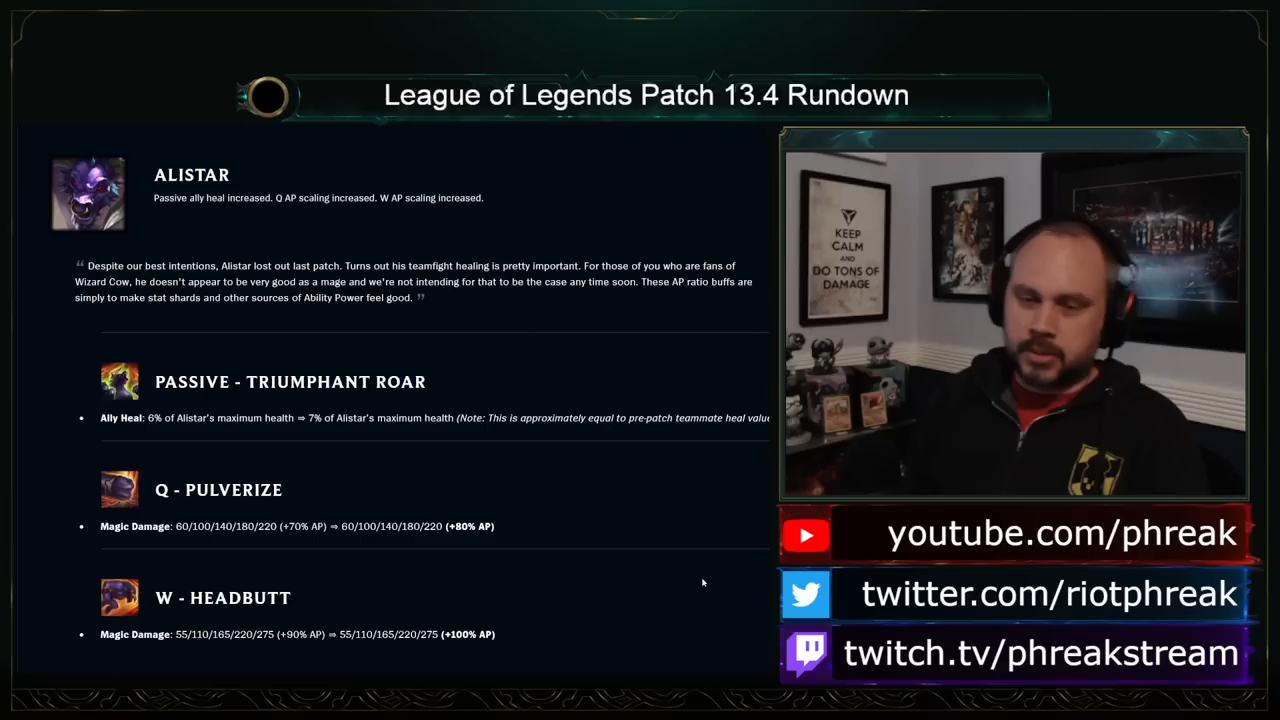 League of Legends Patch 13.4 Rundown
ALISTAR
Passive ally heal increased. Q AP scaling increased. W AP scaling increased.
“ Despite our best intentions, Alistar lost out last patch. Turns out his teamfight healing is pretty important. For those of you who are fans of
Wizard Cow, he doesn't appear to be very good as a mage and we're not intending for that to be the case any time soon. These AP ratio buffs are
simply to make stat shards and other sources of Ability Power feel good. ”
PASSIVE - TRIUMPHANT ROAR
• Ally Heal: 6% of Alistar's maximum health ⇒ 7% of Alistar's maximum health (Note: This is approximately equal to pre-patch teammate heal value
Q - PULVERIZE
• Magic Damage: 60/100/140/180/220 (+70% AP) ⇒ 60/100/140/180/220 (+80% AP)
W - HEADBUTT
• Magic Damage: 55/110/165/220/275 (+90% AP) ⇒ 55/110/165/220/275 (+100% AP)
KEEP
CALM
AND
DO TONS OF
DAMAGE
youtube.com/phreak
twitter.com/riotphreak
twitch.tv/phreakstream